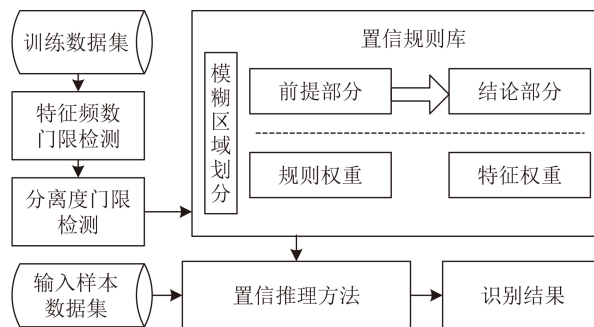 训练数据集
特征频数
门限检测
分离度门限
检测
置信规则库
模糊区域划分
前提部分
结论部分
规则权重
特征权重
输入样本
数据集
置信推理方法
识别结果